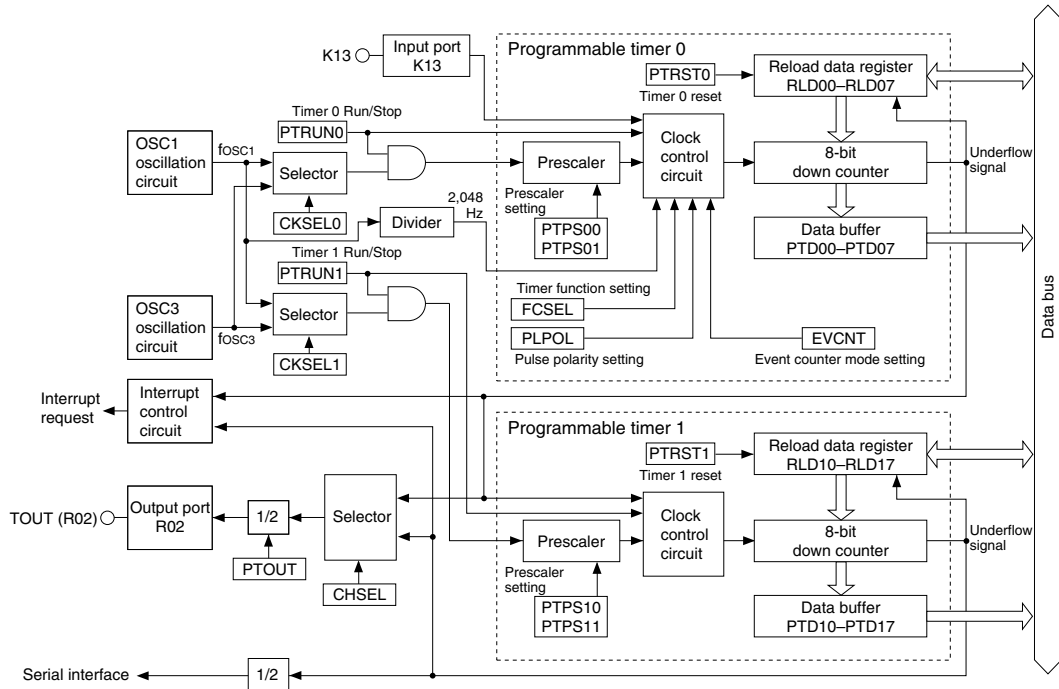 K13
Input port
K13
Programmable timer 0
PTRST0
Timer 0 reset
Reload data register
RLD00–RLD07
Timer 0 Run/Stop
PTRUN0
OSC1
oscillation
circuit
fOSC1
Selector
CKSEL0
Prescaler
Prescaler
setting
PTPS00
PTPS01
Clock
control
circuit
8-bit
down counter
Underflow
signal
Data buffer
PTD00–PTD07
2,048
Hz
Divider
Timer 1 Run/Stop
PTRUN1
OSC3
oscillation
circuit
fOSC3
Selector
CKSEL1
Timer function setting
FCSEL
PLPOL
Pulse polarity setting
EVCNT
Event counter mode setting
Data bus
Interrupt
request
Interrupt
control
circuit
Programmable timer 1
PTRST1
Timer 1 reset
Reload data register
RLD10–RLD17
TOUT (R02)
Output port
R02
1/2
PTOUT
Selector
CHSEL
Prescaler
Prescaler
setting
PTPS10
PTPS11
Clock
control
circuit
8-bit
down counter
Underflow
signal
Data buffer
PTD10–PTD17
Serial interface
1/2